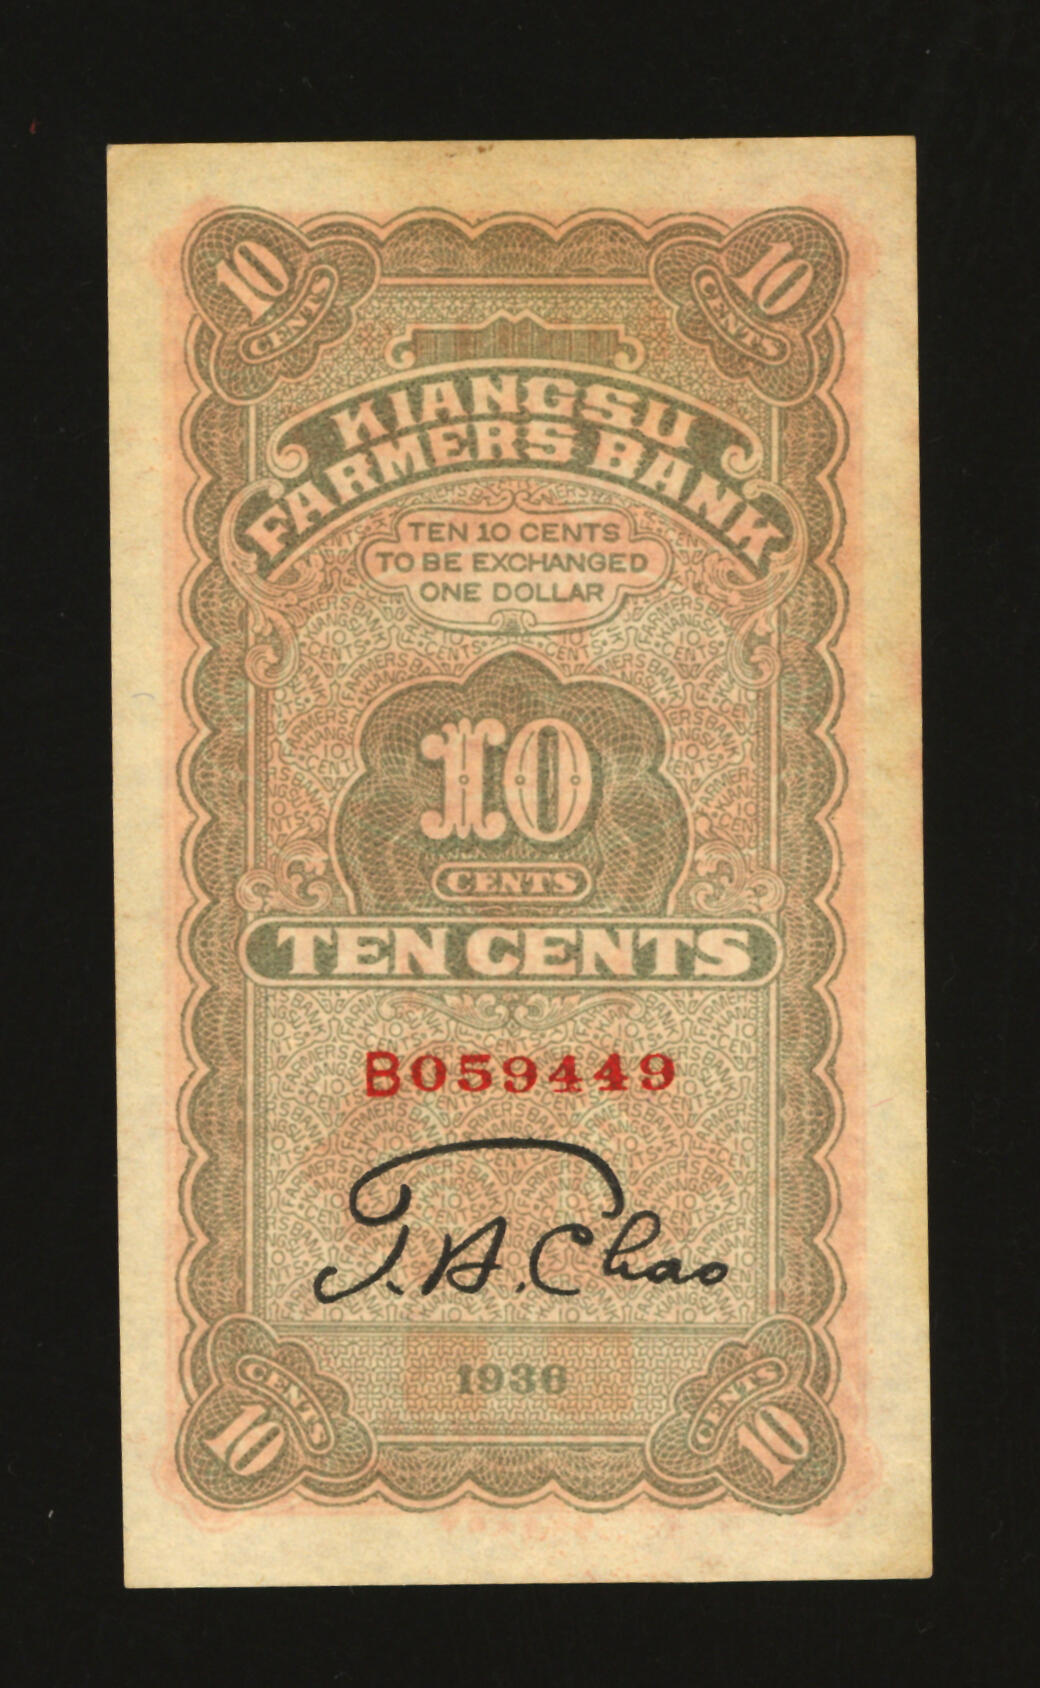 10 10
CENTS CENTS
KIANGSU
FARMERS BANK
TEN 10 CENTS
TO BE EXCHANGED
ONE DOLLAR
10
CENTS
TEN CENTS
B059449
J.A. Chao
1936
CENTS CENTS
10 10